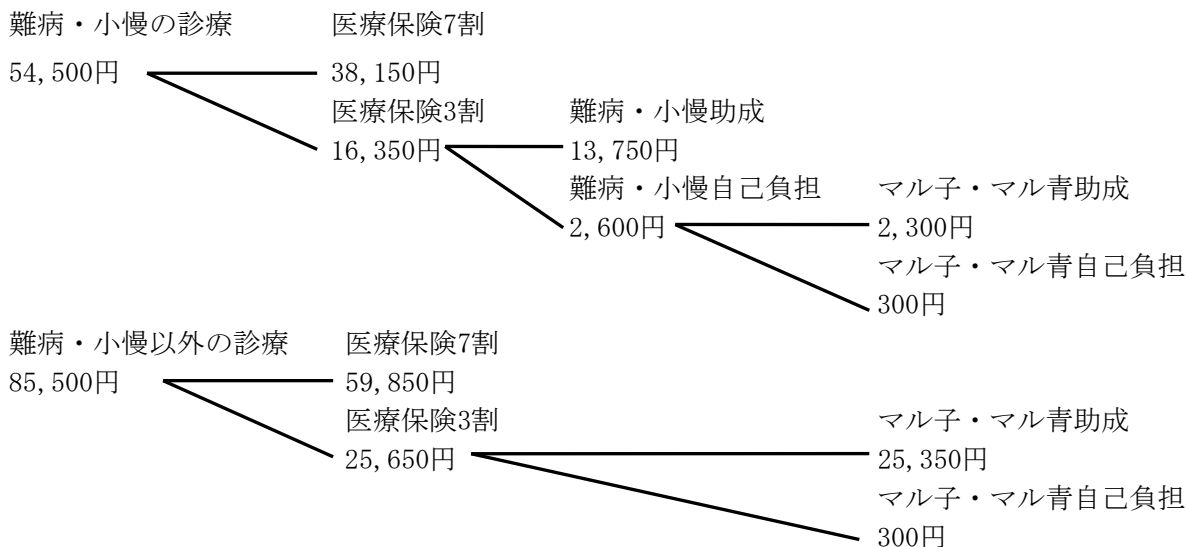 難病・小慢の診療 医療保険7割
54,500円 38,150円
医療保険3割 難病・小慢助成
16,350円 13,750円
難病・小慢自己負担 マル子・マル青助成
2,600円 2,300円
マル子・マル青自己負担
300円
難病・小慢以外の診療 医療保険7割
85,500円 59,850円
医療保険3割 マル子・マル青助成
25,650円 25,350円
マル子・マル青自己負担
300円